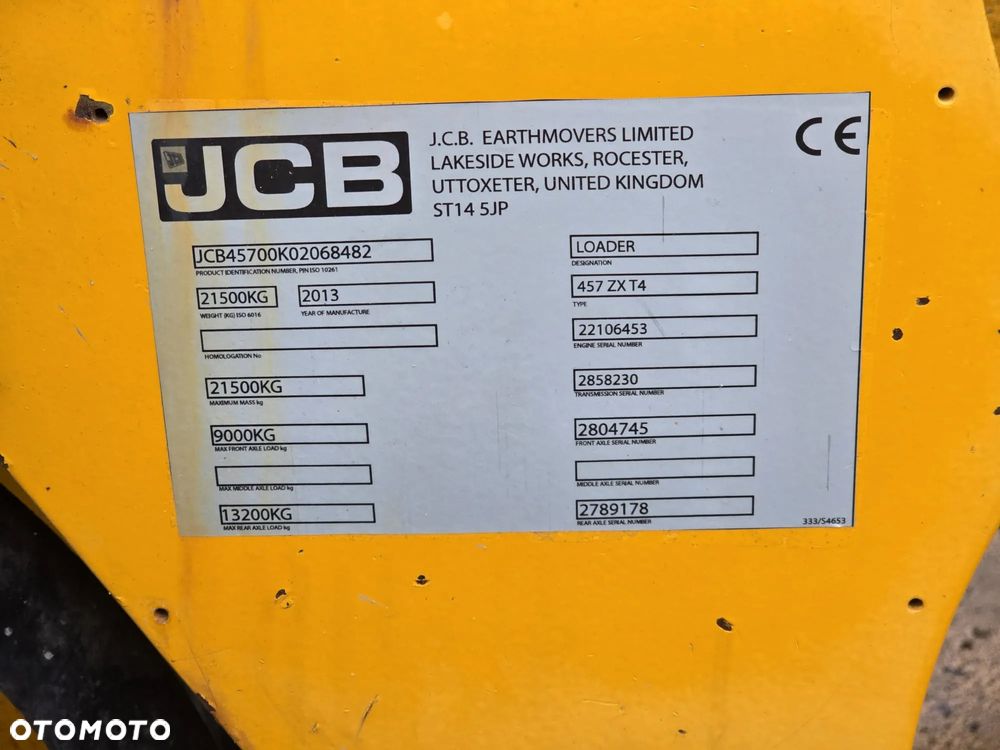 JCB
J.C.B. EARTHMOVERS LIMITED
LAKESIDE WORKS, ROCESTER,
UTTOXETER, UNITED KINGDOM
ST14 5JP
CE
JCB45700K02068482
PRODUCT IDENTIFICATION NUMBER, PIN ISO 10261
21500KG
WEIGHT (KG) ISO 6016
2013
YEAR OF MANUFACTURE
HOMOLOGATION No
21500KG
MAXIMUM MASS kg
9000KG
MAX FRONT AXLE LOAD kg
MAX MIDDLE AXLE LOAD kg
13200KG
MAX REAR AXLE LOAD kg
LOADER
DESIGNATION
457 ZX T4
TYPE
22106453
ENGINE SERIAL NUMBER
2858230
TRANSMISSION SERIAL NUMBER
2804745
FRONT AXLE SERIAL NUMBER
MIDDLE AXLE SERIAL NUMBER
2789178
REAR AXLE SERIAL NUMBER
333/S4653
OTOMOTO